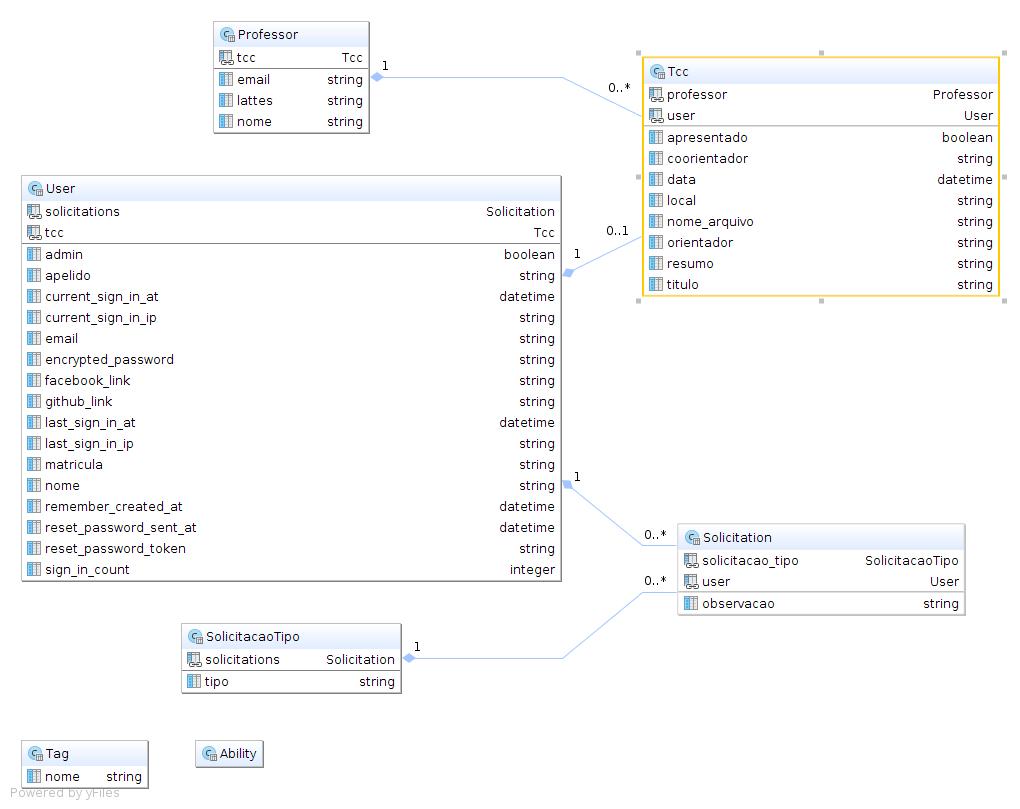 Professor
tcc Tcc
email string
lattes string
nome string
1
0..*
Tcc
professor Professor
user User
apresentado boolean
coorientador string
data datetime
local string
nome_arquivo string
orientador string
resumo string
titulo string
User
solicitations Solicitation
tcc Tcc
admin boolean
apelido string
current_sign_in_at datetime
current_sign_in_ip string
email string
encrypted_password string
facebook_link string
github_link string
last_sign_in_at datetime
last_sign_in_ip string
matricula string
nome string
remember_created_at datetime
reset_password_sent_at datetime
reset_password_token string
sign_in_count integer
1
0..1
1
0..*
Solicitation
solicitacao_tipo SolicitacaoTipo
user User
observacao string
0..*
1
SolicitacaoTipo
solicitations Solicitation
tipo string
Tag
nome string
Ability
Powered by yFiles